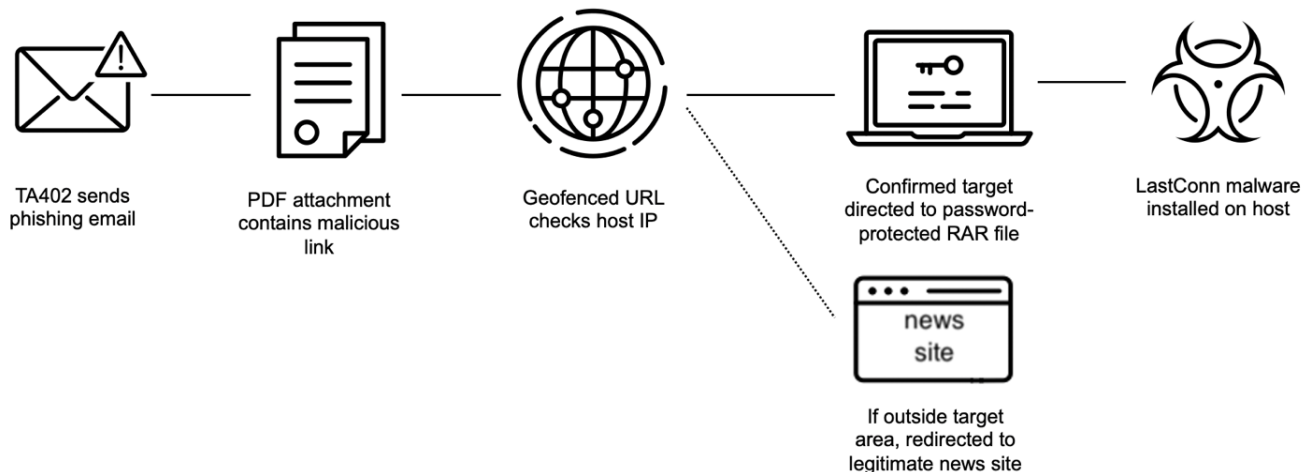 TA402 sends
phishing email
PDF attachment
contains malicious
link
Geofenced URL
checks host IP
Confirmed target
directed to password-
protected RAR file
LastConn malware
installed on host
news
site
If outside target
area, redirected to
legitimate news site